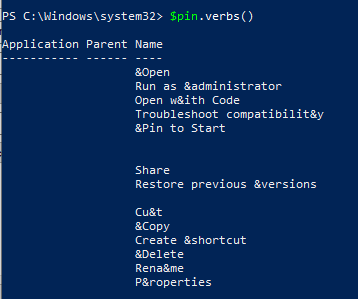 PS C:\Windows\system32> $pin.verbs()
Application Parent Name
----------- ------ ----
&Open
Run as &administrator
Open w&ith Code
Troubleshoot compatibilit&y
&Pin to Start
Share
Restore previous &versions
Cu&t
&Copy
Create &shortcut
&Delete
Rena&me
P&roperties